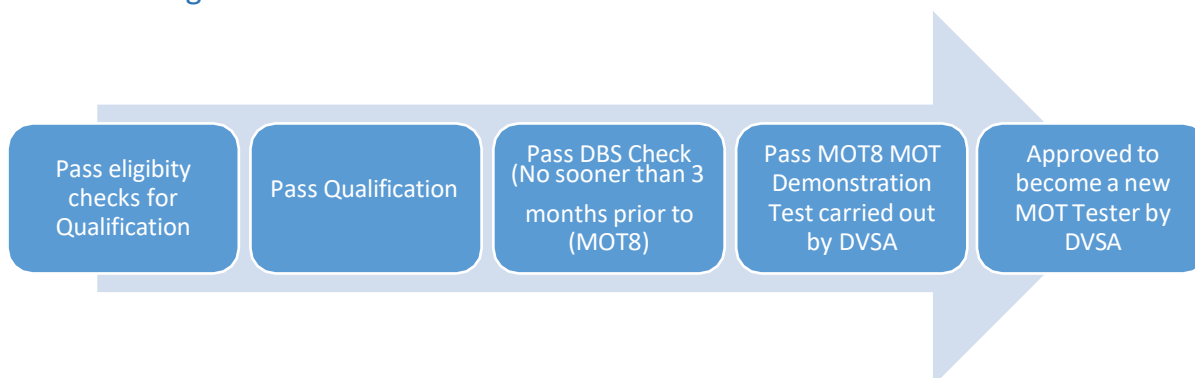 Pass eligibity
checks for
Qualification
Pass Qualification
Pass DBS Check
(No sooner than 3
months prior to
(MOT8)
Pass MOT8 MOT
Demonstration
Test carried out
by DVSA
Approved to
become a new
MOT Tester by
DVSA